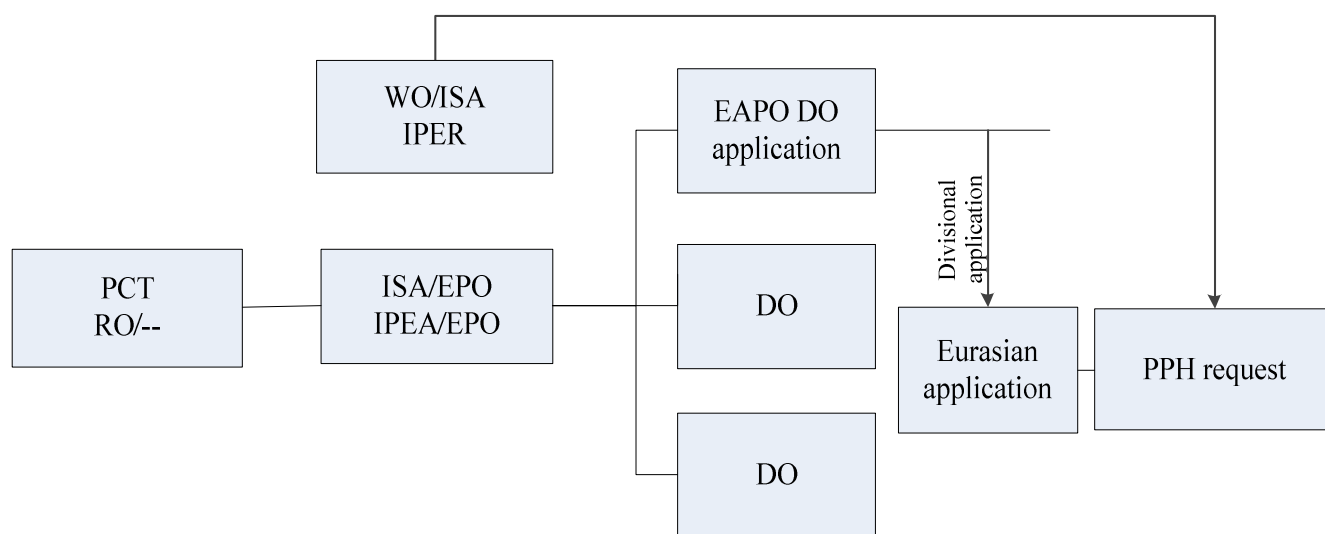 WO/ISA
IPER
EAPO DO
application
Divisional
application
PCT
RO/--
ISA/EPO
IPEA/EPO
DO
Eurasian
application
PPH request
DO